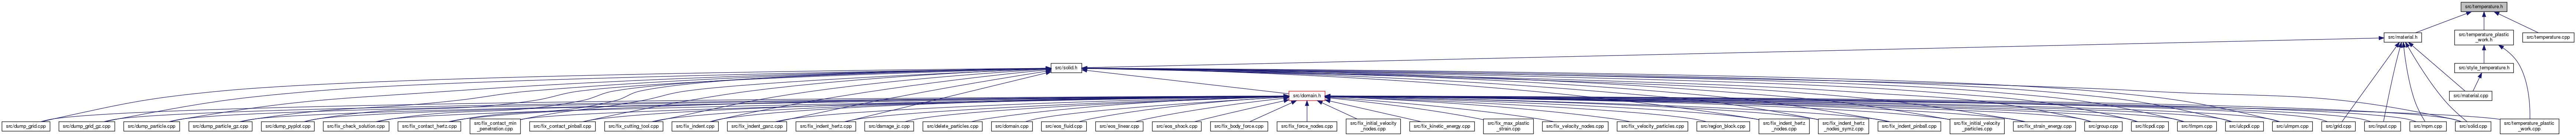 src/temperature.h
src/material.h
src/temperature_plastic
_work.h
src/temperature.cpp
src/solid.h
src/style_temperature.h
src/domain.h
src/material.cpp
src/dump_grid.cpp
src/dump_grid_gz.cpp
src/dump_particle.cpp
src/dump_particle_gz.cpp
src/dump_pyplot.cpp
src/fix_check_solution.cpp
src/fix_contact_hertz.cpp
src/fix_contact_min
_penetration.cpp
src/fix_contact_pinball.cpp
src/fix_cutting_tool.cpp
src/fix_indent.cpp
src/fix_indent_ganz.cpp
src/fix_indent_hertz.cpp
src/damage_jc.cpp
src/delete_particles.cpp
src/domain.cpp
src/eos_fluid.cpp
src/eos_linear.cpp
src/eos_shock.cpp
src/fix_body_force.cpp
src/fix_force_nodes.cpp
src/fix_initial_velocity
_nodes.cpp
src/fix_kinetic_energy.cpp
src/fix_max_plastic
_strain.cpp
src/fix_velocity_nodes.cpp
src/fix_velocity_particles.cpp
src/region_block.cpp
src/fix_indent_hertz
_nodes.cpp
src/fix_indent_hertz
_nodes_symz.cpp
src/fix_indent_pinball.cpp
src/fix_initial_velocity
_particles.cpp
src/fix_strain_energy.cpp
src/group.cpp
src/tlcpdi.cpp
src/tlmpm.cpp
src/ulcpdi.cpp
src/ulmpm.cpp
src/grid.cpp
src/input.cpp
src/mpm.cpp
src/solid.cpp
src/temperature_plastic
_work.cpp